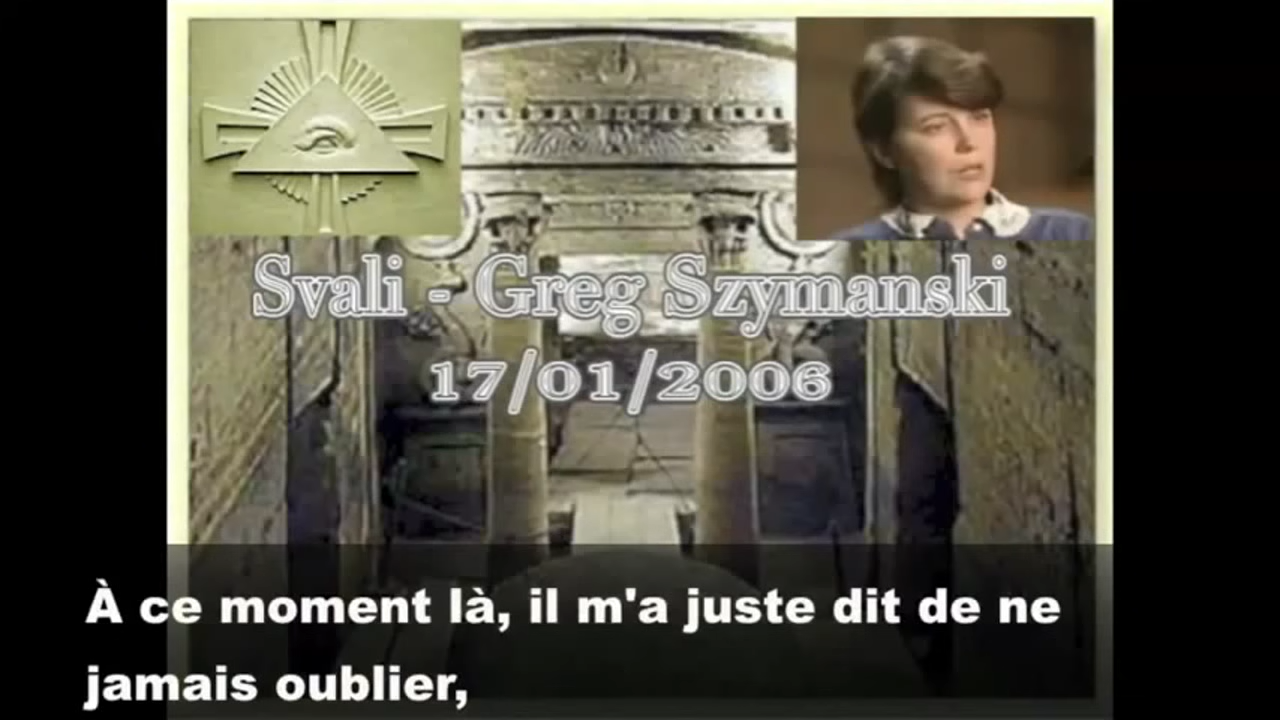 Svali - Greg Szymanski
17/01/2006
À ce moment là, il m'a juste dit de ne
jamais oublier,